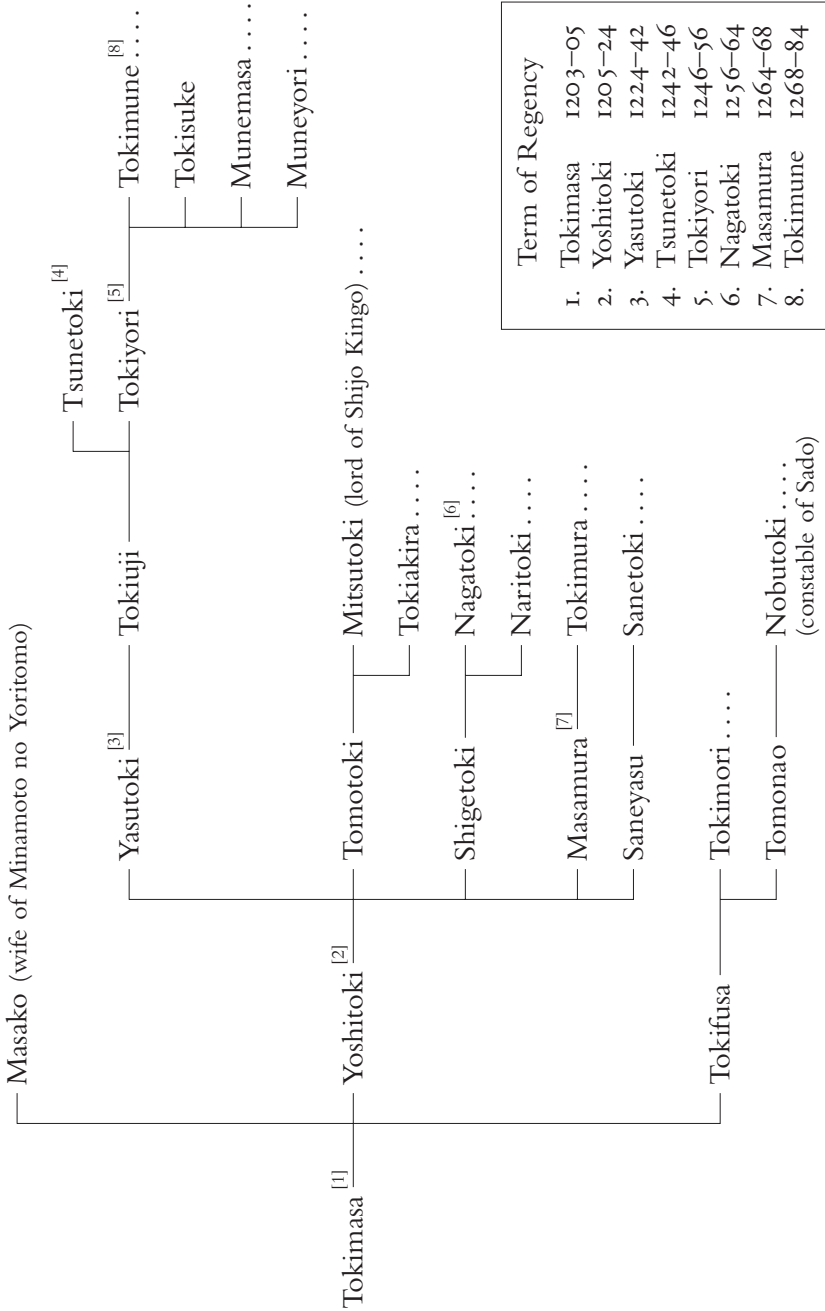 Masako (wife of Minamoto no Yoritomo)
Tsunetoki [4]
Yasutoki [3] Tokiuji Tokiyori [5] Tokimune [8] . . . . .
Tokisuke
Munemasa . . . .
Muneyori . . . .
Tokimasa [1] Yoshitoki [2] Tomotoki Mitsutoki (lord of Shijo Kingo) . . . .
Tokiakira . . . .
Shigetoki Nagatoki [6] . . . .
Naritoki . . . .
Masamura [7] Tokimura . . . .
Saneyasu Sanetoki . . . .
Tokifusa Tokimori . . . . .
Tomonao Nobutoki . . . .
(constable of Sado)
Term of Regency
1. Tokimasa 1203–05
2. Yoshitoki 1205–24
3. Yasutoki 1224–42
4. Tsunetoki 1242–46
5. Tokiyori 1246–56
6. Nagatoki 1256–64
7. Masamura 1264–68
8. Tokimune 1268–84